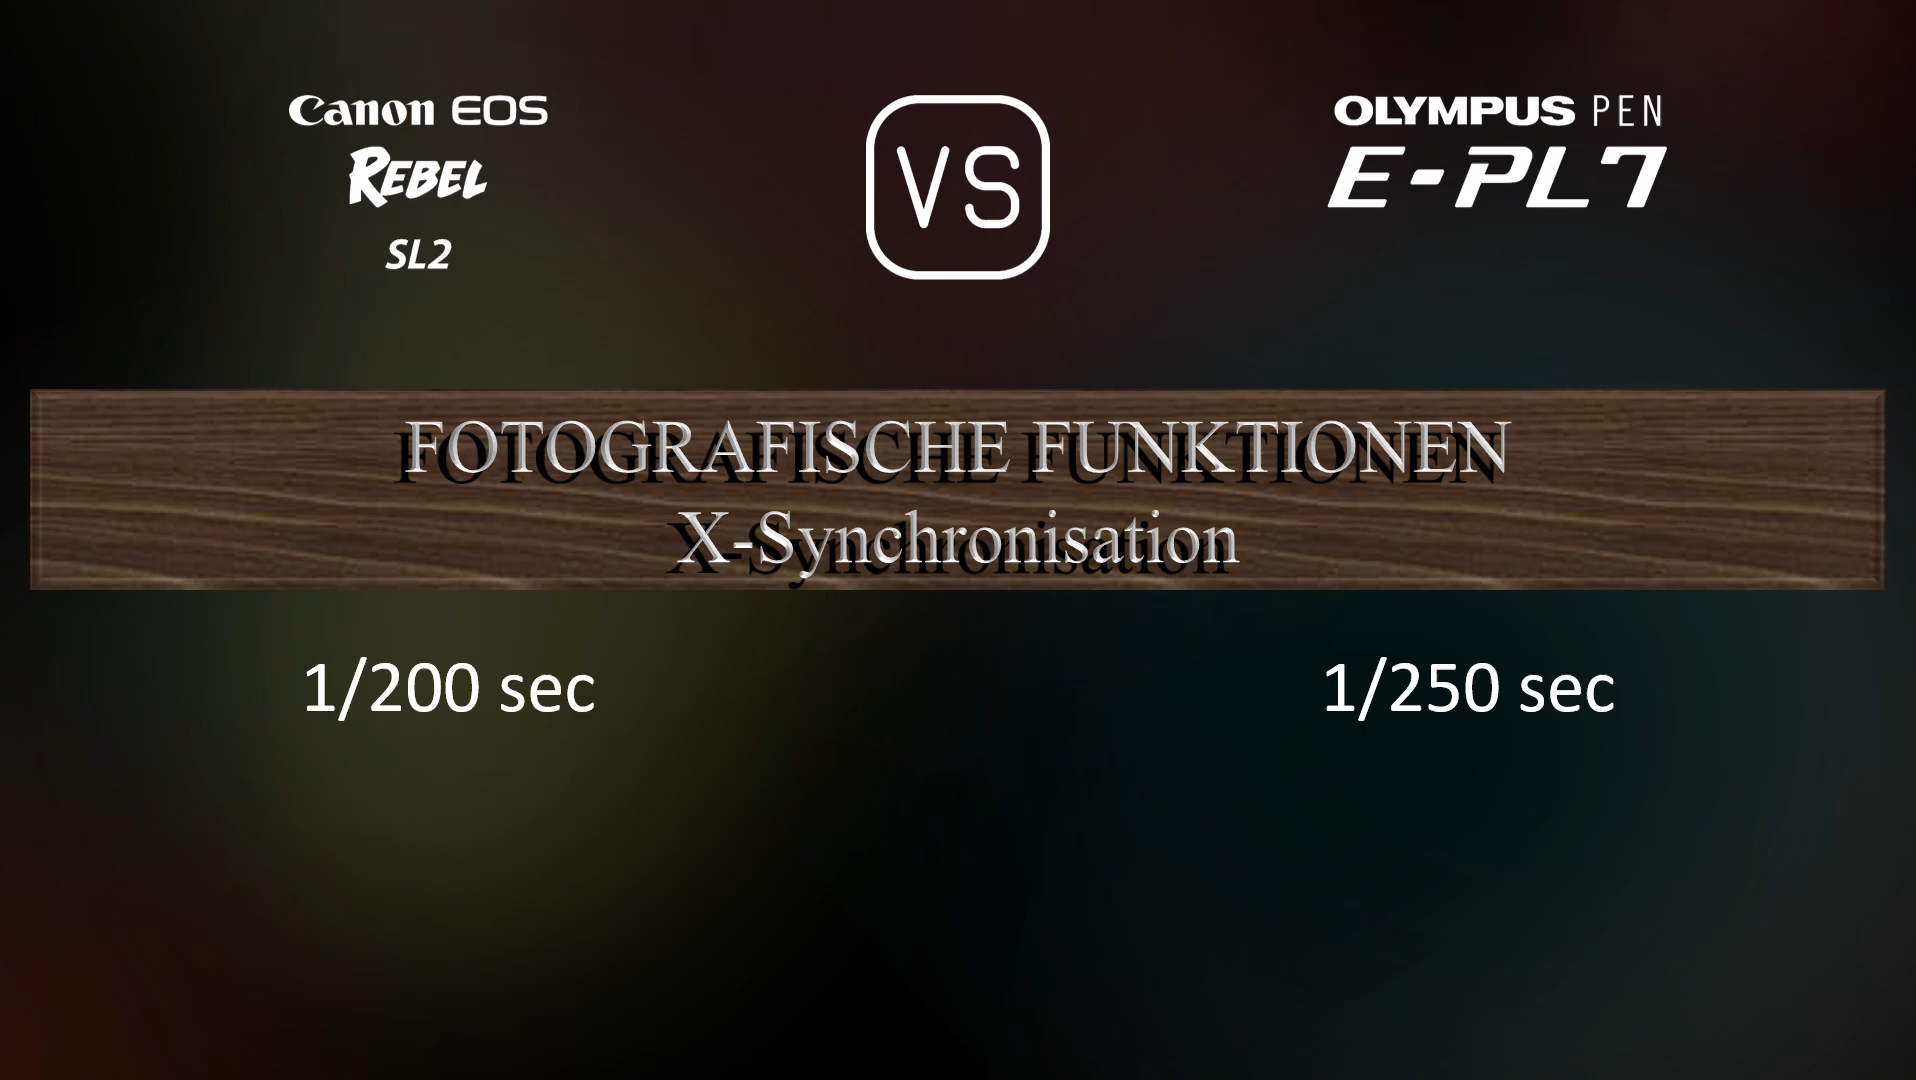 Canon EOS
REBEL
SL2
VS
OLYMPUS PEN
E-PL7
FOTOGRAFISCHE FUNKTIONEN
X-Synchronisation
1/200 sec
1/250 sec